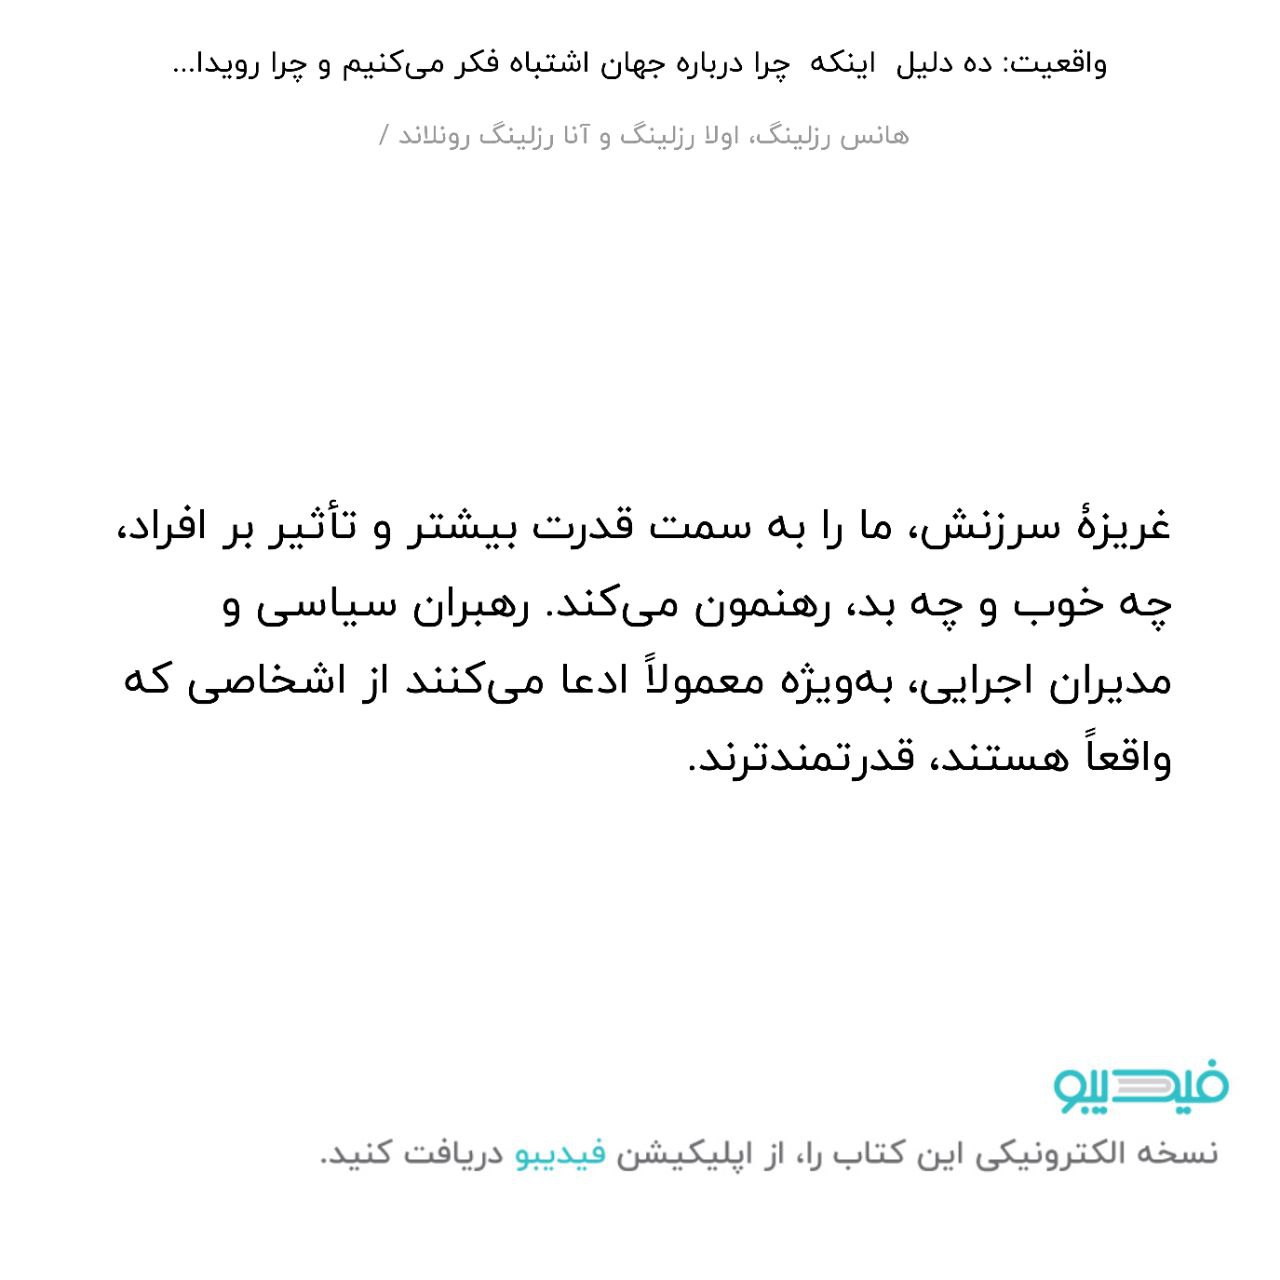 واقعیت: ده دلیل اینکه چرا درباره جهان اشتباه فکر می‌کنیم و چرا رویدا...
هانس رزلینگ، اولا رزلینگ و آنا رزلینگ رونلاند /
غریزهٔ سرزنش، ما را به سمت قدرت بیشتر و تأثیر بر افراد،
چه خوب و چه بد، رهنمون می‌کند. رهبران سیاسی و
مدیران اجرایی، به‌ویژه معمولاً ادعا می‌کنند از اشخاصی که
واقعاً هستند، قدرتمندترند.
فیدیبو
نسخه الکترونیکی این کتاب را، از اپلیکیشن فیدیبو دریافت کنید.